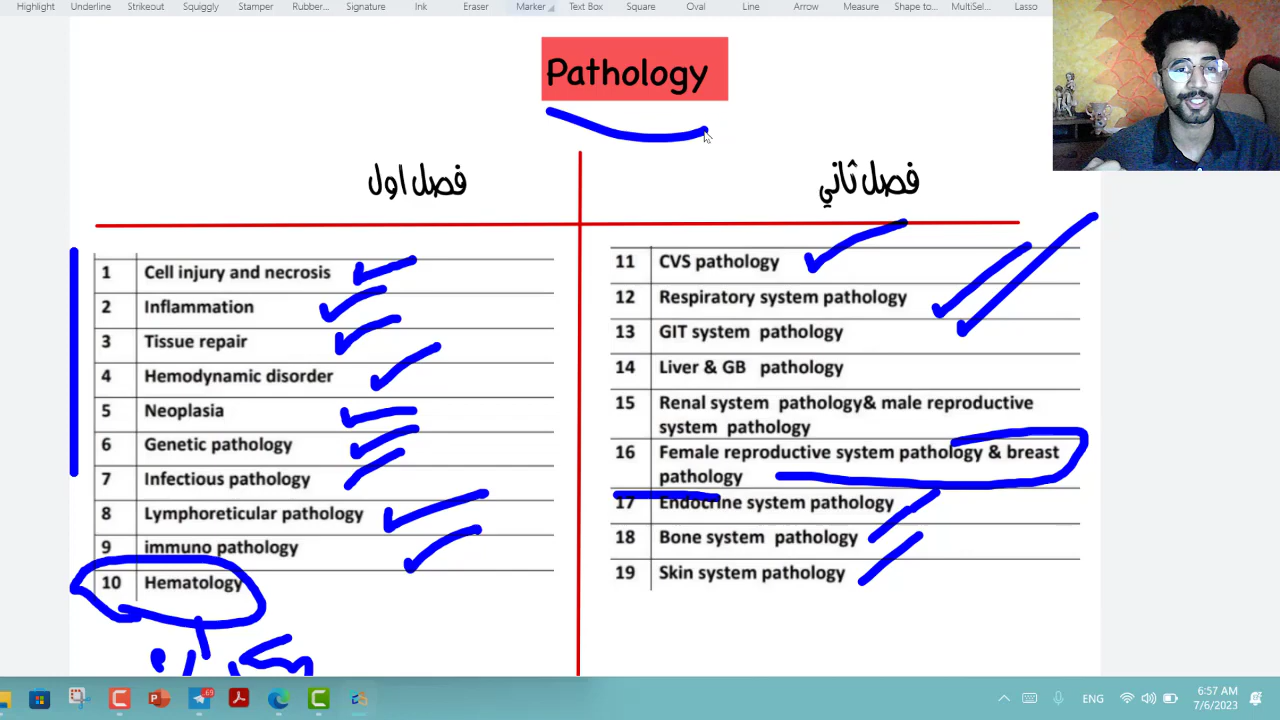 Highlight Underline Strikeout Squiggly Stamper Rubber... Signature Ink Eraser Marker Text Box Square Oval Line Arrow Measure Shape to... MultiSel... Lasso
Pathology
فصل اول
1 Cell injury and necrosis
2 Inflammation
3 Tissue repair
4 Hemodynamic disorder
5 Neoplasia
6 Genetic pathology
7 Infectious pathology
8 Lymphoreticular pathology
9 immuno pathology
10 Hematology
فصل ثاني
11 CVS pathology
12 Respiratory system pathology
13 GIT system pathology
14 Liver & GB pathology
15 Renal system pathology& male reproductive
system pathology
16 Female reproductive system pathology & breast
pathology
17 Endocrine system pathology
18 Bone system pathology
19 Skin system pathology
69
ENG
6:57 AM
7/6/2023